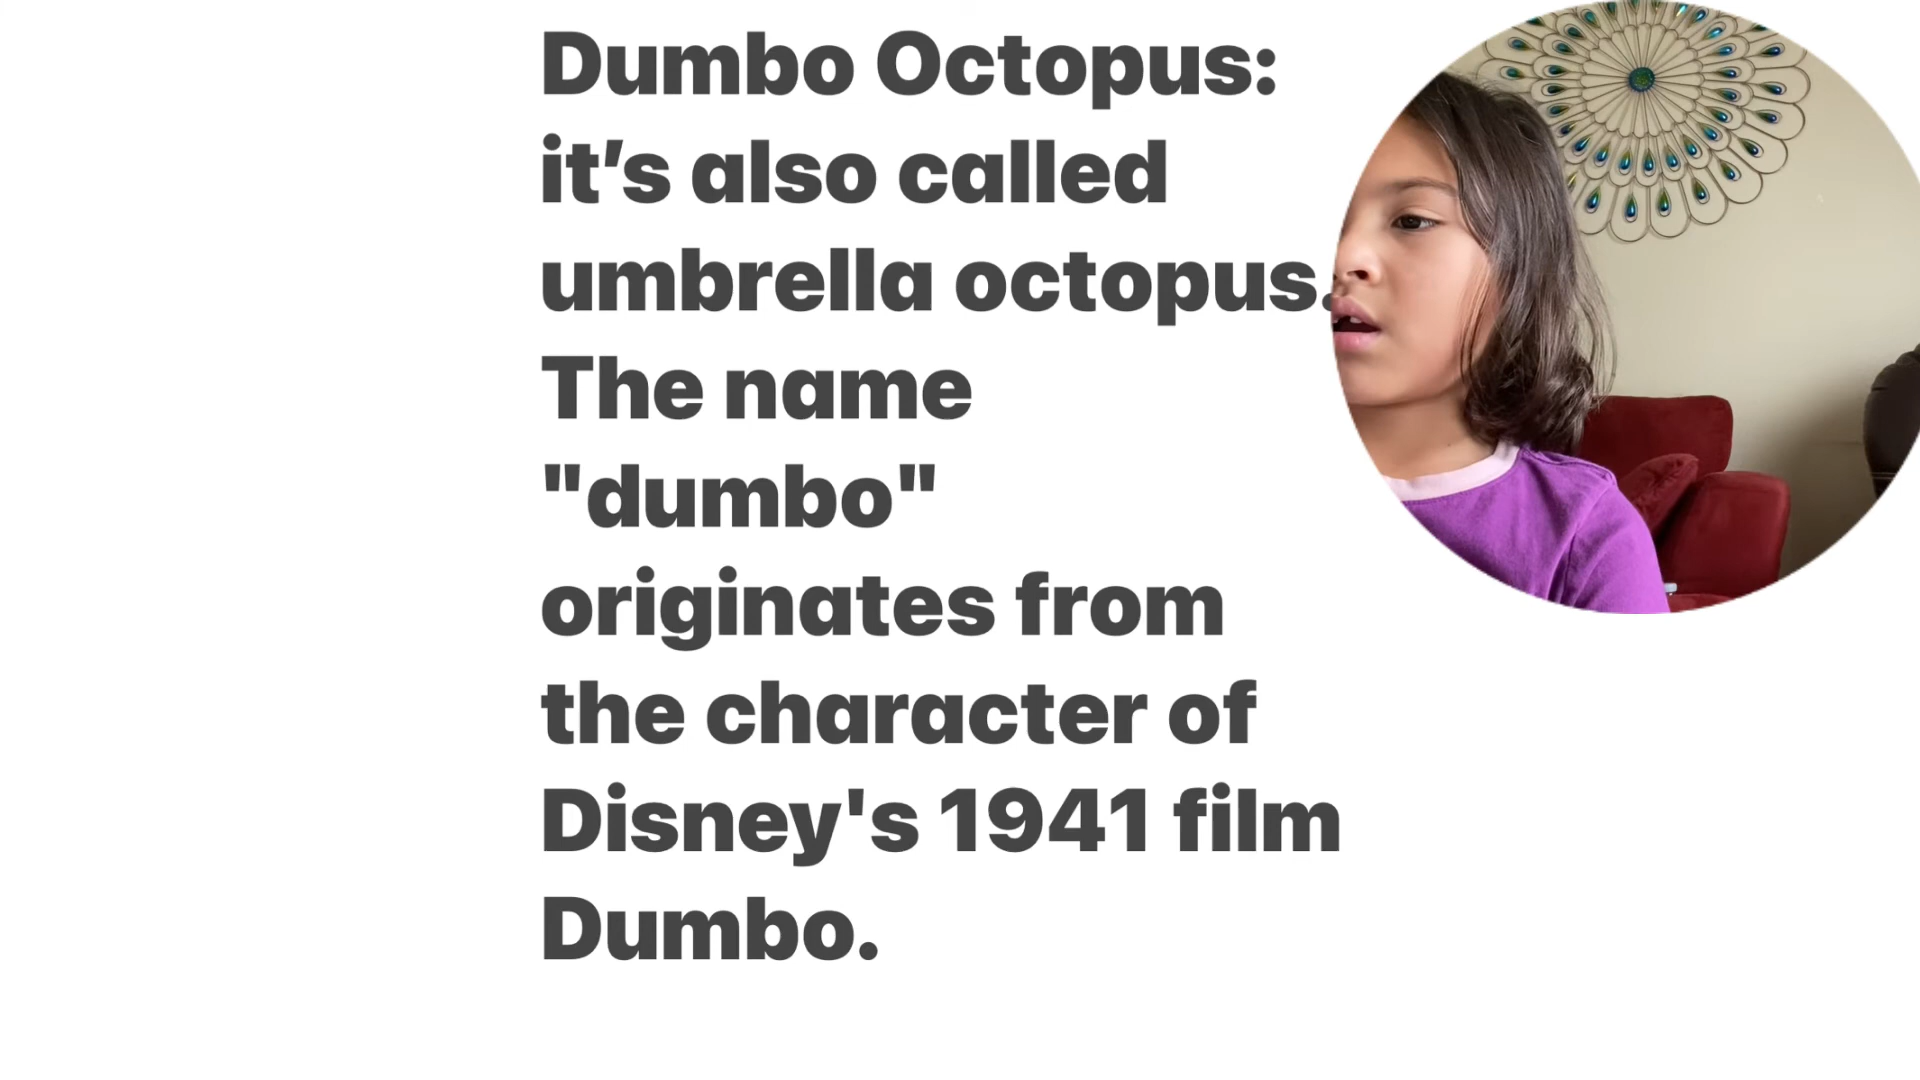 Dumbo Octopus:
it’s also called
umbrella octopus.
The name
"dumbo"
originates from
the character of
Disney's 1941 film
Dumbo.